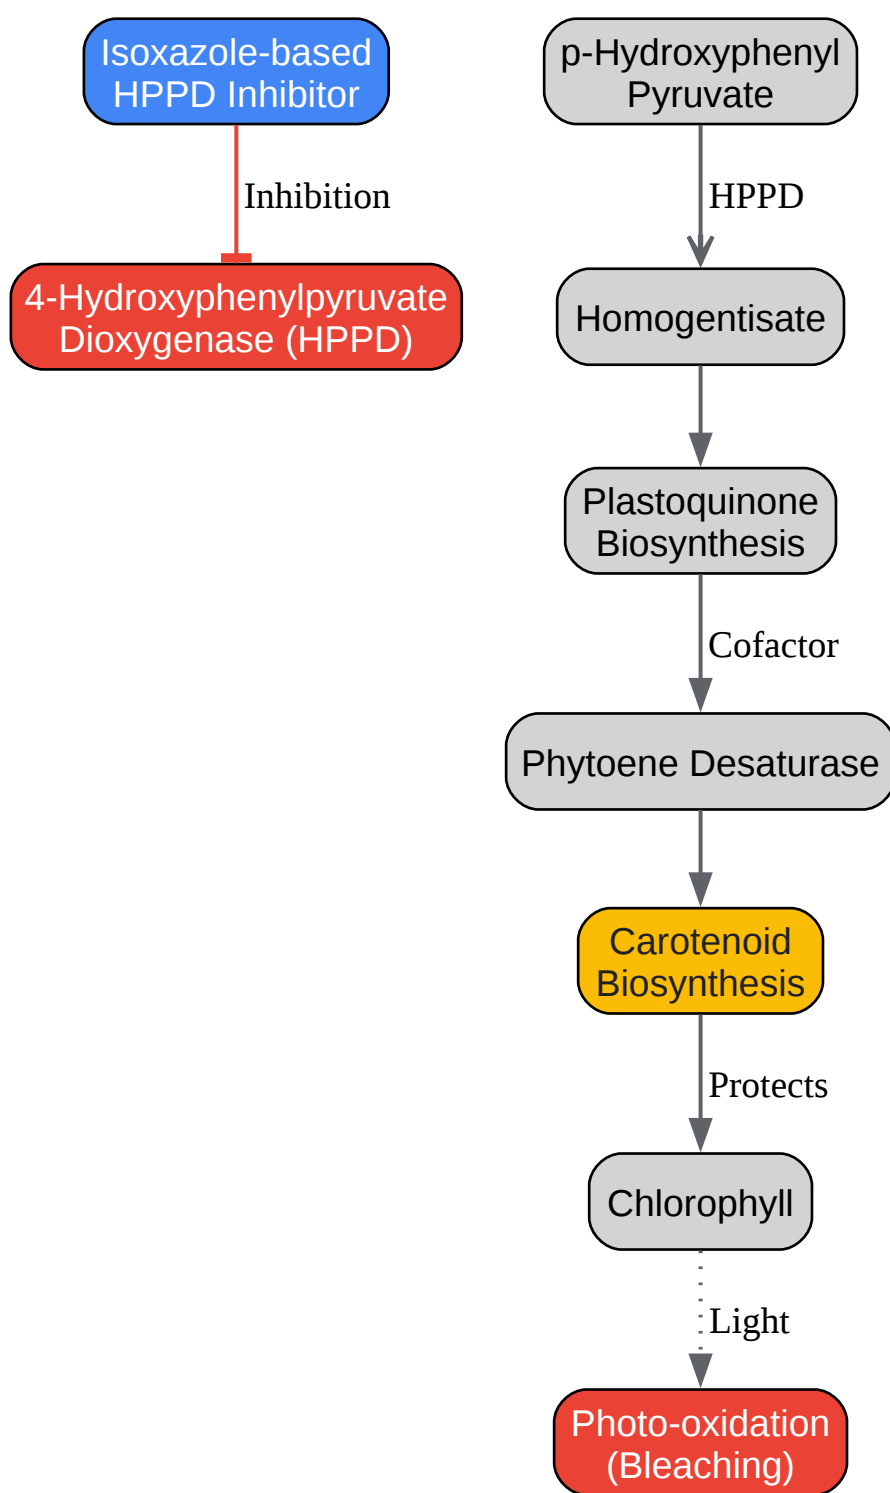 Isoxazole-based
HPPD Inhibitor
Inhibition
4-Hydroxyphenylpyruvate
Dioxygenase (HPPD)
p-Hydroxyphenyl
Pyruvate
HPPD
Homogentisate
Plastoquinone
Biosynthesis
Cofactor
Phytoene Desaturase
Carotenoid
Biosynthesis
Protects
Chlorophyll
Light
Photo-oxidation
(Bleaching)